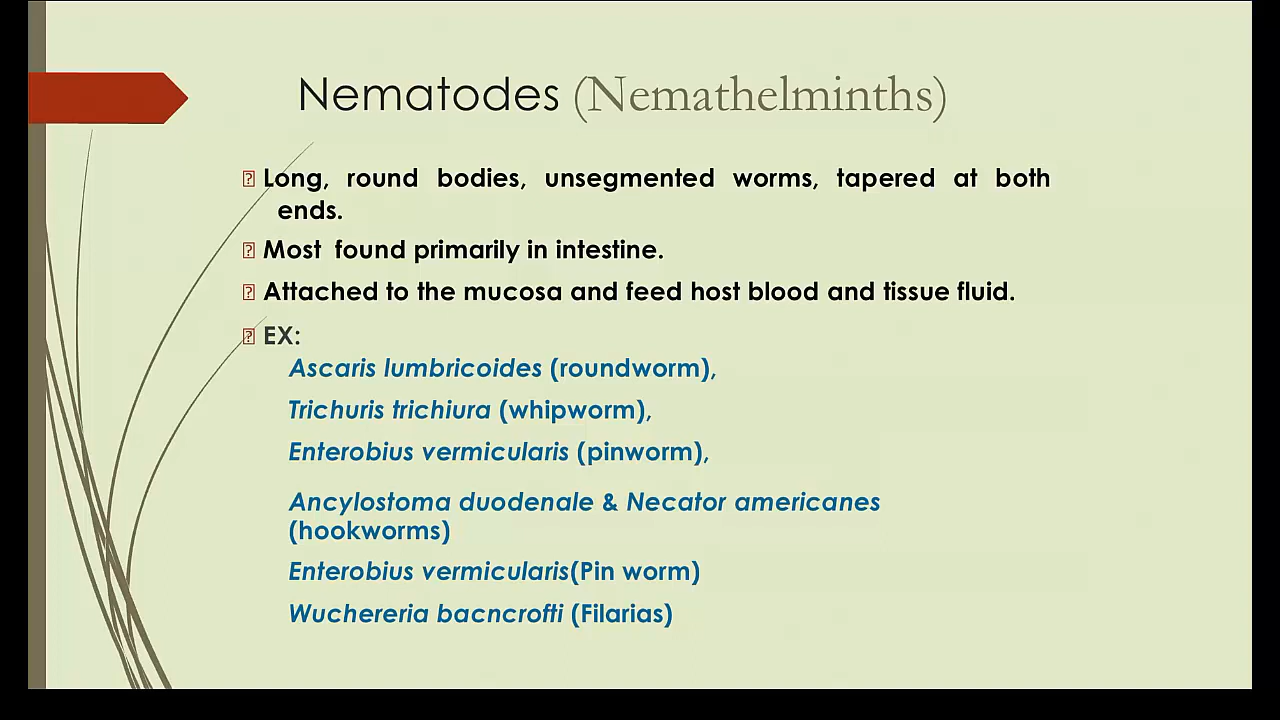 Nematodes (Nemathelminths)
Long, round bodies, unsegmented worms, tapered at both
ends.
Most found primarily in intestine.
Attached to the mucosa and feed host blood and tissue fluid.
EX:
Ascaris lumbricoides (roundworm),
Trichuris trichiura (whipworm),
Enterobius vermicularis (pinworm),
Ancylostoma duodenale & Necator americanes
(hookworms)
Enterobius vermicularis(Pin worm)
Wuchereria bacncrofti (Filarias)